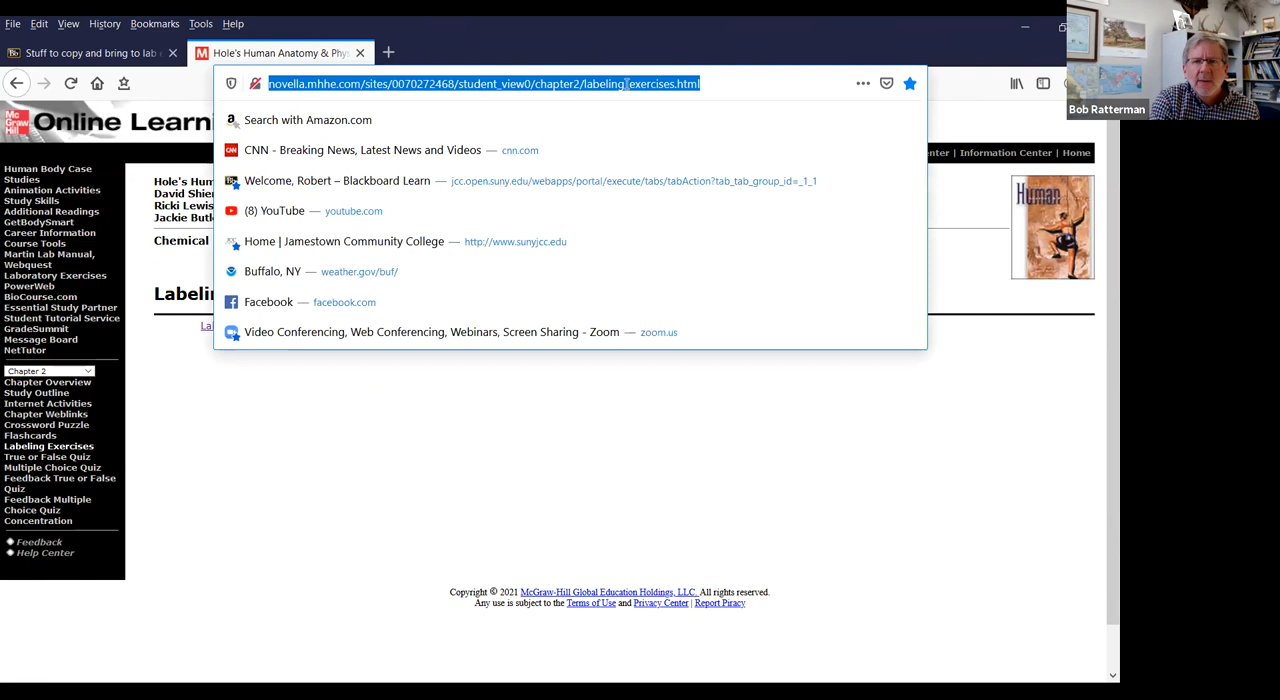 File Edit View History Bookmarks Tools Help
Stuff to copy and bring to lab
Hole's Human Anatomy & Phys
novella.mhhe.com/sites/0070272468/student_view0/chapter2/labeling_exercises.html
Search with Amazon.com
CNN - Breaking News, Latest News and Videos — cnn.com
Welcome, Robert – Blackboard Learn — jcc.open.suny.edu/webapps/portal/execute/tabs/tabAction?tab_tab_group_id=_1_1
(8) YouTube — youtube.com
Home | Jamestown Community College — http://www.sunyjcc.edu
Buffalo, NY — weather.gov/buf/
Facebook — facebook.com
Video Conferencing, Web Conferencing, Webinars, Screen Sharing - Zoom — zoom.us
Bob Ratterman
Mc
Graw
Hill
Online Learni
enter | Information Center | Home
Human Body Case
Studies
Animation Activities
Study Skills
Additional Readings
GetBodySmart
Career Information
Course Tools
Martin Lab Manual,
Webquest
Laboratory Exercises
PowerWeb
BioCourse.com
Essential Study Partner
Student Tutorial Service
GradeSummit
Message Board
NetTutor
Chapter 2
Chapter Overview
Study Outline
Internet Activities
Chapter Weblinks
Crossword Puzzle
Flashcards
Labeling Exercises
True or False Quiz
Multiple Choice Quiz
Feedback True or False
Quiz
Feedback Multiple
Choice Quiz
Concentration
Feedback
Help Center
Hole's Hum
David Shier
Ricki Lewis
Jackie Butl
Chemical
Labelin
La
Human
Copyright © 2021 McGraw-Hill Global Education Holdings, LLC. All rights reserved.
Any use is subject to the Terms of Use and Privacy Center | Report Piracy